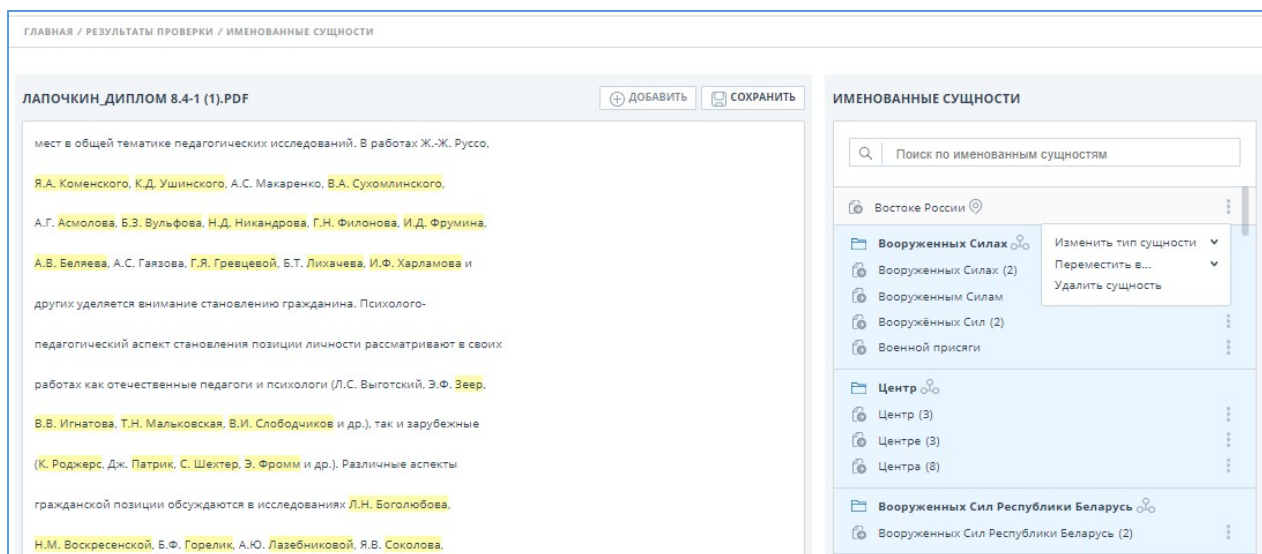 ГЛАВНАЯ / РЕЗУЛЬТАТЫ ПРОВЕРКИ / ИМЕНОВАННЫЕ СУЩНОСТИ
ЛАПОЧКИН_ДИПЛОМ 8.4-1 (1).PDF
ДОБАВИТЬ
СОХРАНИТЬ
мест в общей тематике педагогических исследований. В работах Ж.-Ж. Руссо,
Я.А. Коменского, К.Д. Ушинского, А.С. Макаренко, В.А. Сухомлинского,
А.Г. Асмолова, Б.З. Вульфова, Н.Д. Никандрова, Г.Н. Филонова, И.Д. Фрумина,
А.В. Беляева, А.С. Гаязова, Г.Я. Гревцевой, Б.Т. Лихачева, И.Ф. Харламова и
других уделяется внимание становлению гражданина. Психолого-
педагогический аспект становления позиции личности рассматривают в своих
работах как отечественные педагоги и психологи (Л.С. Выготский, Э.Ф. Зеер,
В.В. Игнатова, Т.Н. Мальковская, В.И. Слободчиков и др.), так и зарубежные
(К. Роджерс, Дж. Патрик, С. Шехтер, Э. Фромм и др.). Различные аспекты
гражданской позиции обсуждаются в исследованиях Л.Н. Боголюбова,
Н.М. Воскресенской, Б.Ф. Горелик, А.Ю. Лазебниковой, Я.В. Соколова,
ИМЕНОВАННЫЕ СУЩНОСТИ
Поиск по именованным сущностям
Востоке России
Вооруженных Силах
Вооруженных Силах (2)
Вооруженным Силам
Вооружённых Сил (2)
Военной присяги
Изменить тип сущности
Переместить в...
Удалить сущность
Центр
Центр (3)
Центре (3)
Центра (8)
Вооруженных Сил Республики Беларусь
Вооруженных Сил Республики Беларусь (2)